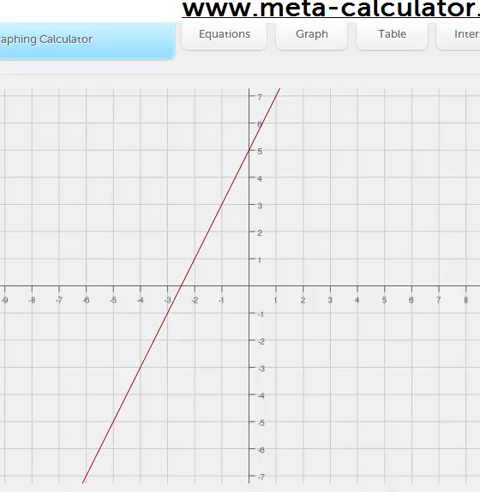 www.meta-calculator.
raphing Calculator
Equations
Graph
Table
Inter
7
6
5
4
3
2
1
-9 -8 -7 -6 -5 -4 -3 -2 -1 1 2 3 4 5 6 7 8
-1
-2
-3
-4
-5
-6
-7